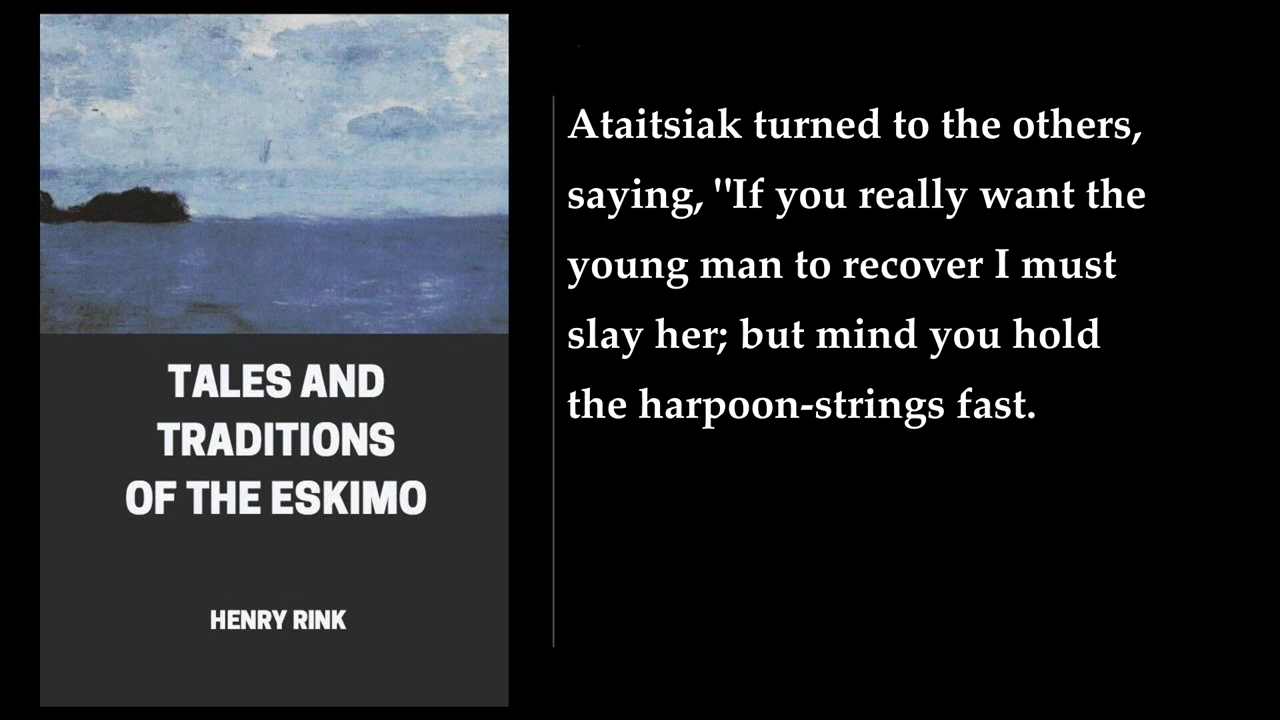 TALES AND
TRADITIONS
OF THE ESKIMO
HENRY RINK
Ataitsiak turned to the others,
saying, "If you really want the
young man to recover I must
slay her; but mind you hold
the harpoon-strings fast.